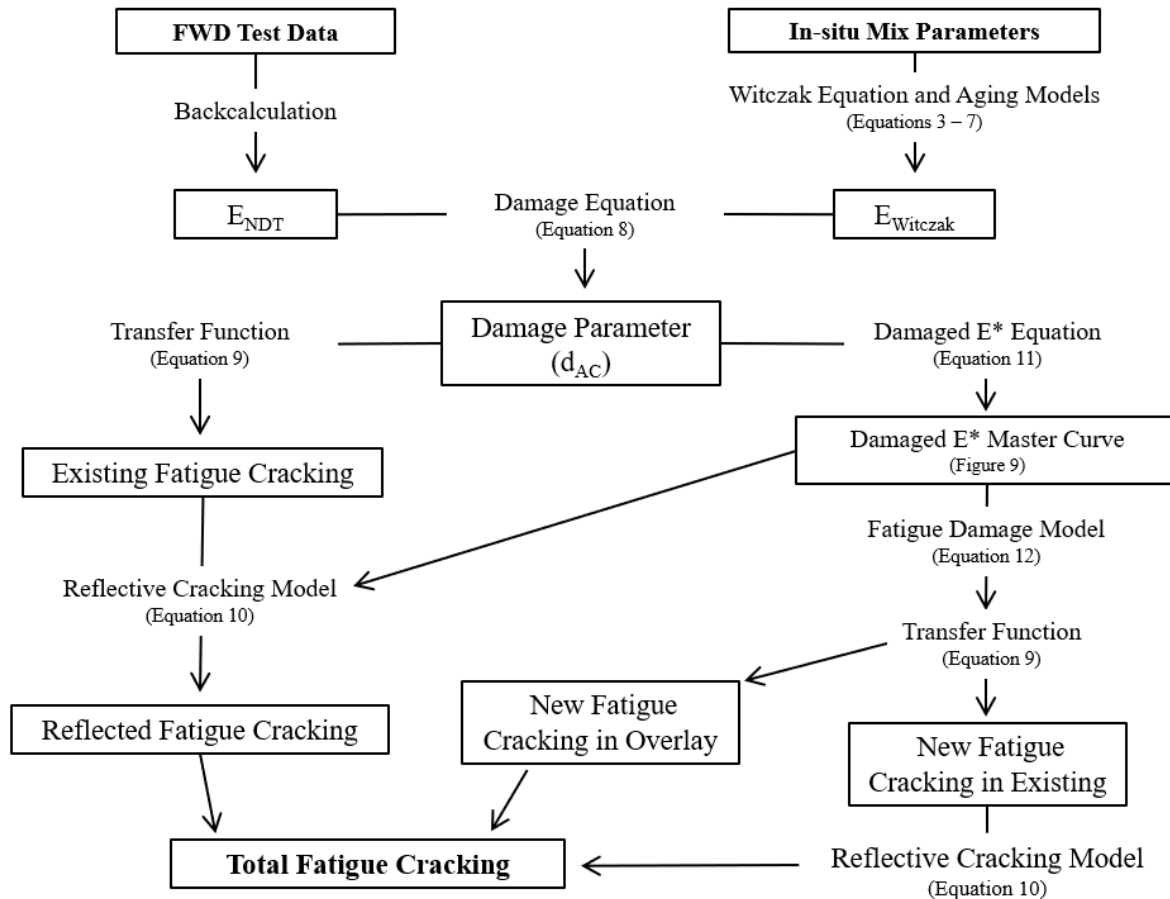 FWD Test Data
In-situ Mix Parameters
Backcalculation
Witczak Equation and Aging Models
(Equations 3 – 7)
E_NDT
Damage Equation
(Equation 8)
E_Witczak
Transfer Function
(Equation 9)
Damage Parameter
(d_AC)
Damaged E* Equation
(Equation 11)
Existing Fatigue Cracking
Damaged E* Master Curve
(Figure 9)
Fatigue Damage Model
(Equation 12)
Reflective Cracking Model
(Equation 10)
Transfer Function
(Equation 9)
Reflected Fatigue Cracking
New Fatigue
Cracking in Overlay
New Fatigue
Cracking in Existing
Total Fatigue Cracking
Reflective Cracking Model
(Equation 10)